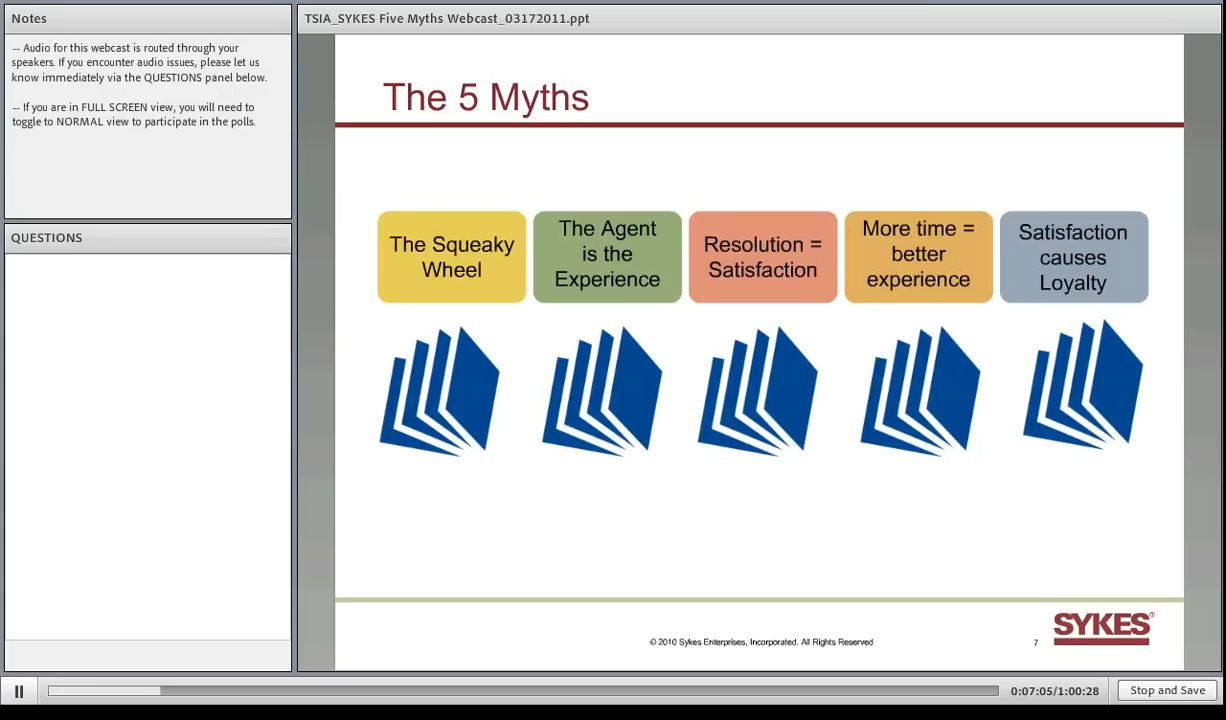 Notes
-- Audio for this webcast is routed through your
speakers. If you encounter audio issues, please let us
know immediately via the QUESTIONS panel below.
-- If you are in FULL SCREEN view, you will need to
toggle to NORMAL view to participate in the polls.
QUESTIONS
TSIA_SYKES Five Myths Webcast_03172011.ppt
The 5 Myths
The Squeaky
Wheel
The Agent
is the
Experience
Resolution =
Satisfaction
More time =
better
experience
Satisfaction
causes
Loyalty
© 2010 Sykes Enterprises, Incorporated. All Rights Reserved
7
SYKES®
0:07:05/1:00:28
Stop and Save